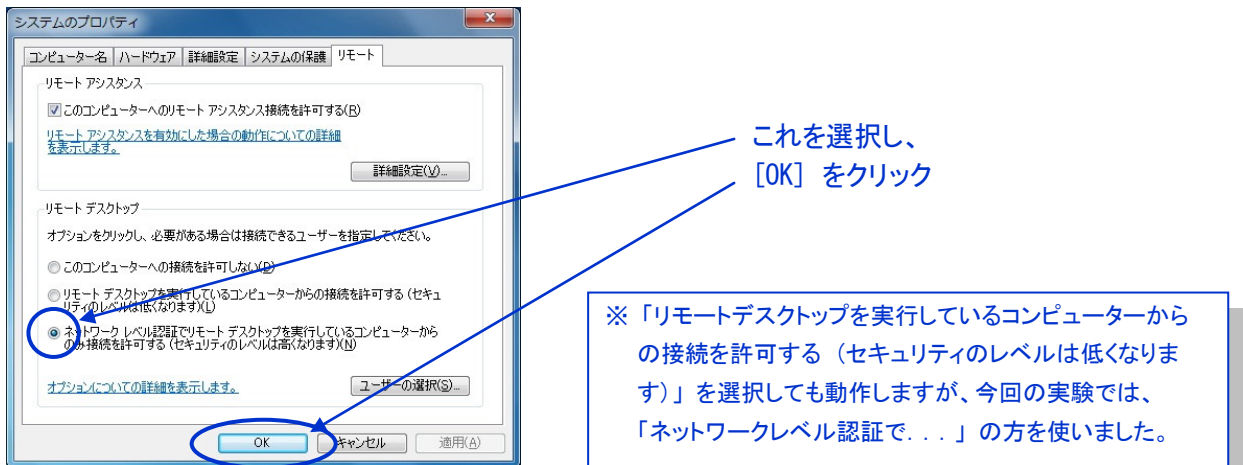 システムのプロパティ
コンピューター名 ハードウェア 詳細設定 システムの保護 リモート
リモート アシスタンス
このコンピューターへのリモート アシスタンス接続を許可する(R)
リモート アシスタンスを有効にした場合の動作についての詳細
を表示します。
詳細設定(V)...
リモート デスクトップ
オプションをクリックし、必要がある場合は接続できるユーザーを指定してください。
このコンピューターへの接続を許可しない(D)
リモート デスクトップを実行しているコンピューターからの接続を許可する (セキュ
リティのレベルは低くなります)(L)
ネットワーク レベル認証でリモート デスクトップを実行しているコンピューターから
のみ接続を許可する (セキュリティのレベルは高くなります)(N)
オプションについての詳細を表示します。
ユーザーの選択(S)...
OK キャンセル 適用(A)
これを選択し、
[OK] をクリック
※「リモートデスクトップを実行しているコンピューターから
の接続を許可する (セキュリティのレベルは低くなりま
す)」を選択しても動作しますが、今回の実験では、
「ネットワークレベル認証で...」の方を使いました。